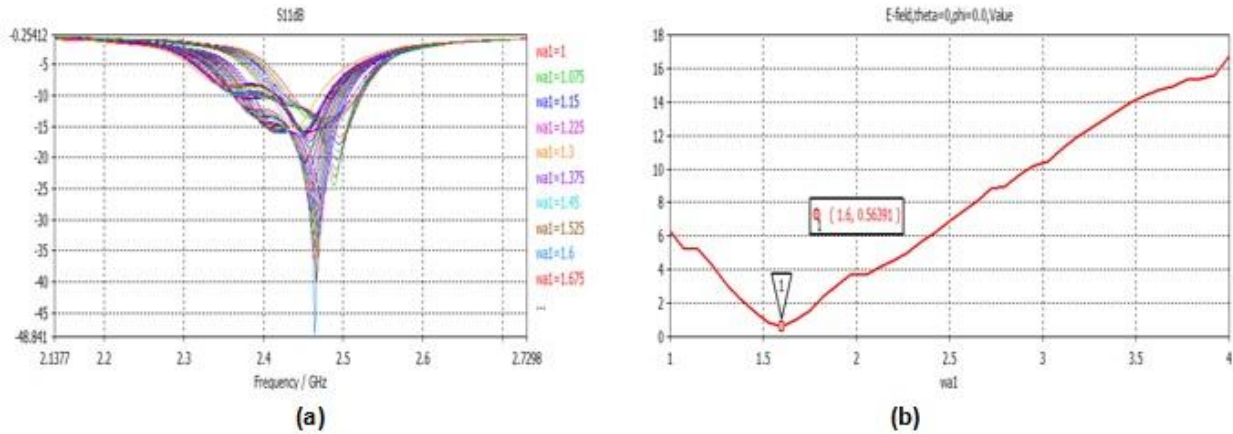 S11dB
-0.25412
-5
-10
-15
-20
-25
-30
-35
-40
-45
-48.841
2.1377 2.2 2.3 2.4 2.5 2.6 2.7298
Frequency / GHz
wa1=1
wa1=1.075
wa1=1.15
wa1=1.225
wa1=1.3
wa1=1.375
wa1=1.45
wa1=1.525
wa1=1.6
wa1=1.675
...
(a)
E-field,theta=0,phi=0.0,Value
18
16
14
12
10
8
6
4
2
0
( 1.6, 0.56391 )
1
1 1.5 2 2.5 3 3.5 4
wa1
(b)